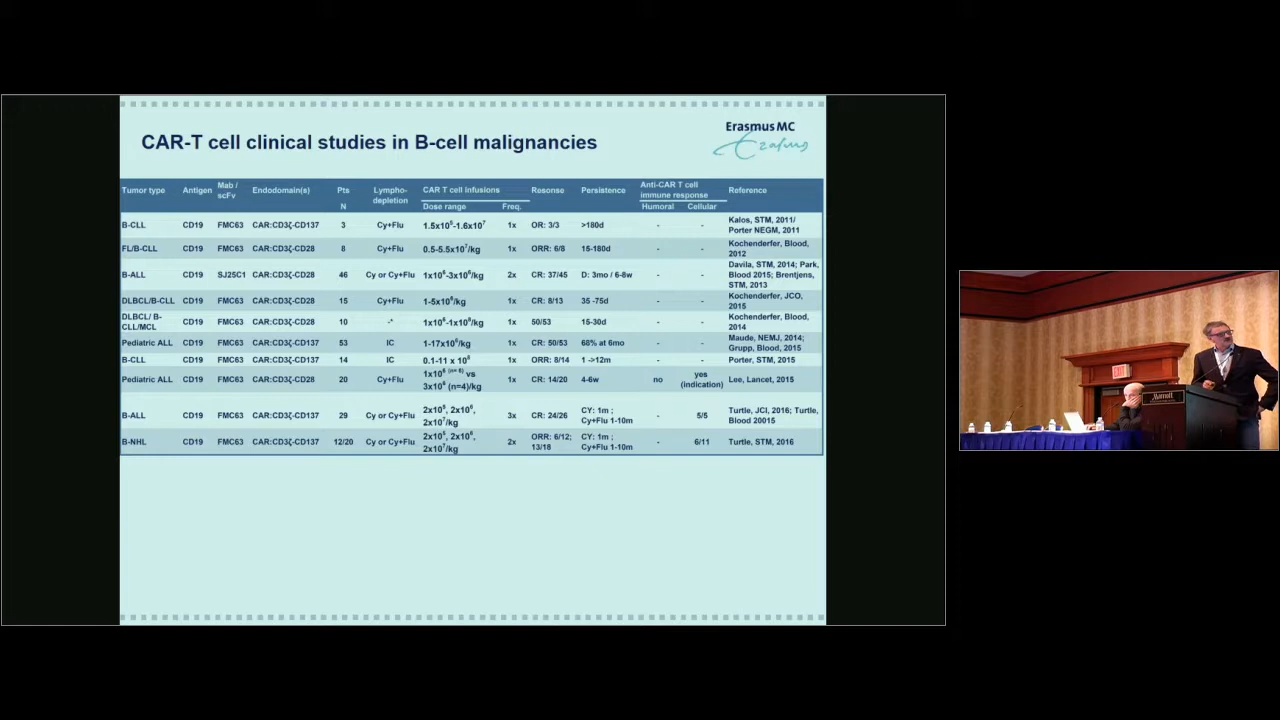 CAR-T cell clinical studies in B-cell malignancies
Erasmus MC
Erasmus
Tumor type Antigen Mab / scFv Endodomain(s) Pts N Lympho-depletion CAR T cell infusions Dose range Freq. Resonse Persistence Anti-CAR T cell immune response Humoral Cellular Reference
B-CLL CD19 FMC63 CAR:CD3ζ-CD137 3 Cy+Flu 1.5x10⁵-1.6x10⁷ 1x OR: 3/3 >180d - - Kalos, STM, 2011/ Porter NEGM, 2011
FL/B-CLL CD19 FMC63 CAR:CD3ζ-CD28 8 Cy+Flu 0.5-5.5x10⁷/kg 1x ORR: 6/8 15-180d - - Kochenderfer, Blood, 2012
B-ALL CD19 SJ25C1 CAR:CD3ζ-CD28 46 Cy or Cy+Flu 1x10⁶-3x10⁶/kg 2x CR: 37/45 D: 3mo / 6-8w - - Davila, STM, 2014; Park, Blood 2015; Brentjens, STM, 2013
DLBCL/B-CLL CD19 FMC63 CAR:CD3ζ-CD28 15 Cy+Flu 1-5x10⁶/kg 1x CR: 8/13 35 -75d - - Kochenderfer, JCO, 2015
DLBCL/ B-CLL/MCL CD19 FMC63 CAR:CD3ζ-CD28 10 -* 1x10⁶-1x10⁸/kg 1x 50/53 15-30d - - Kochenderfer, Blood, 2014
Pediatric ALL CD19 FMC63 CAR:CD3ζ-CD137 53 IC 1-17x10⁶/kg 1x CR: 50/53 68% at 6mo - - Maude, NEMJ, 2014; Grupp, Blood, 2015
B-CLL CD19 FMC63 CAR:CD3ζ-CD137 14 IC 0.1-11 x 10⁸ 1x ORR: 8/14 1 ->12m - - Porter, STM, 2015
Pediatric ALL CD19 FMC63 CAR:CD3ζ-CD28 20 Cy+Flu 1x10⁶ vs 3x10⁶ (n=4)/kg 1x CR: 14/20 4-6w no yes (indication) Lee, Lancet, 2015
B-ALL CD19 FMC63 CAR:CD3ζ-CD137 29 Cy or Cy+Flu 2x10⁵, 2x10⁶, 2x10⁷/kg 3x CR: 24/26 CY: 1m ; Cy+Flu 1-10m - 5/5 Turtle, JCI, 2016; Turtle, Blood 20015
B-NHL CD19 FMC63 CAR:CD3ζ-CD137 12/20 Cy or Cy+Flu 2x10⁵, 2x10⁶, 2x10⁷/kg 2x ORR: 6/12; 13/18 CY: 1m ; Cy+Flu 1-10m - 6/11 Turtle, STM, 2016
EXIT
Marriott